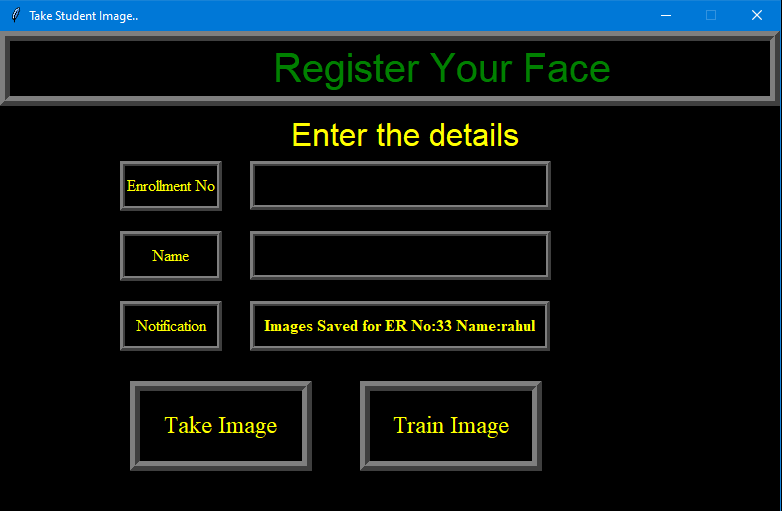 Take Student Image..
Register Your Face
Enter the details
Enrollment No
Name
Notification
Images Saved for ER No:33 Name:rahul
Take Image
Train Image